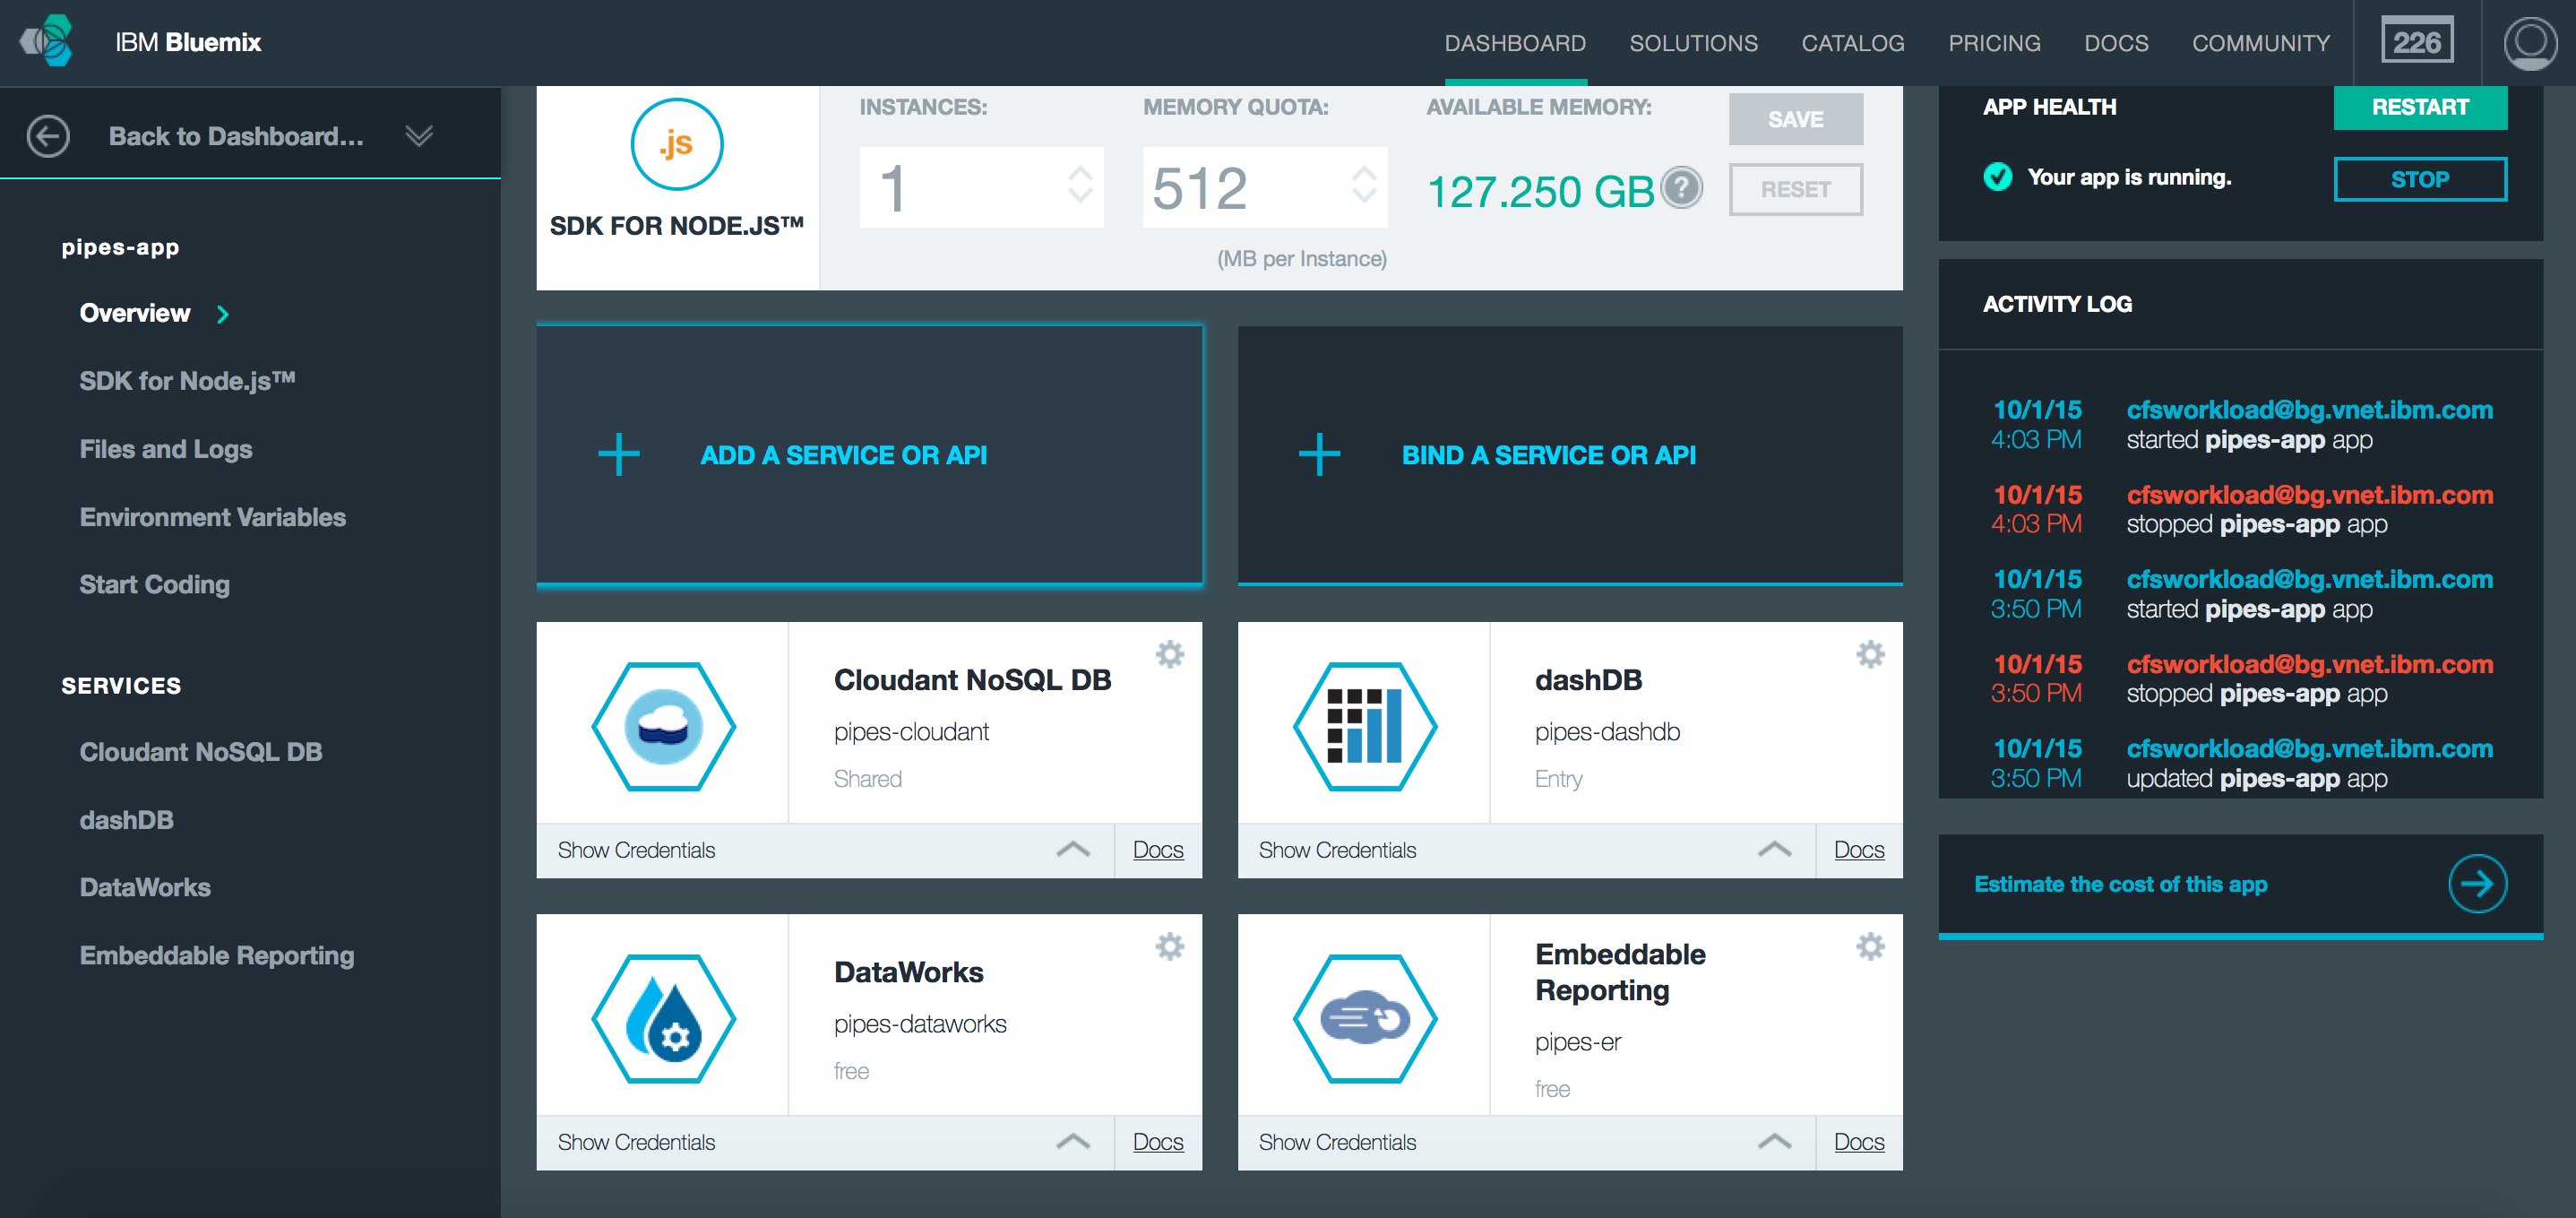 IBM Bluemix
DASHBOARD
SOLUTIONS
CATALOG
PRICING
DOCS
COMMUNITY
226
Back to Dashboard...
pipes-app
Overview
SDK for Node.js™
Files and Logs
Environment Variables
Start Coding
SERVICES
Cloudant NoSQL DB
dashDB
DataWorks
Embeddable Reporting
.js
SDK FOR NODE.JS™
INSTANCES:
1
MEMORY QUOTA:
512
(MB per Instance)
AVAILABLE MEMORY:
127.250 GB
?
SAVE
RESET
ADD A SERVICE OR API
BIND A SERVICE OR API
Cloudant NoSQL DB
pipes-cloudant
Shared
Show Credentials
Docs
dashDB
pipes-dashdb
Entry
Show Credentials
Docs
DataWorks
pipes-dataworks
free
Show Credentials
Docs
Embeddable
Reporting
pipes-er
free
Show Credentials
Docs
APP HEALTH
RESTART
Your app is running.
STOP
ACTIVITY LOG
10/1/15 cfsworkload@bg.vnet.ibm.com
4:03 PM started pipes-app app
10/1/15 cfsworkload@bg.vnet.ibm.com
4:03 PM stopped pipes-app app
10/1/15 cfsworkload@bg.vnet.ibm.com
3:50 PM started pipes-app app
10/1/15 cfsworkload@bg.vnet.ibm.com
3:50 PM stopped pipes-app app
10/1/15 cfsworkload@bg.vnet.ibm.com
3:50 PM updated pipes-app app
Estimate the cost of this app